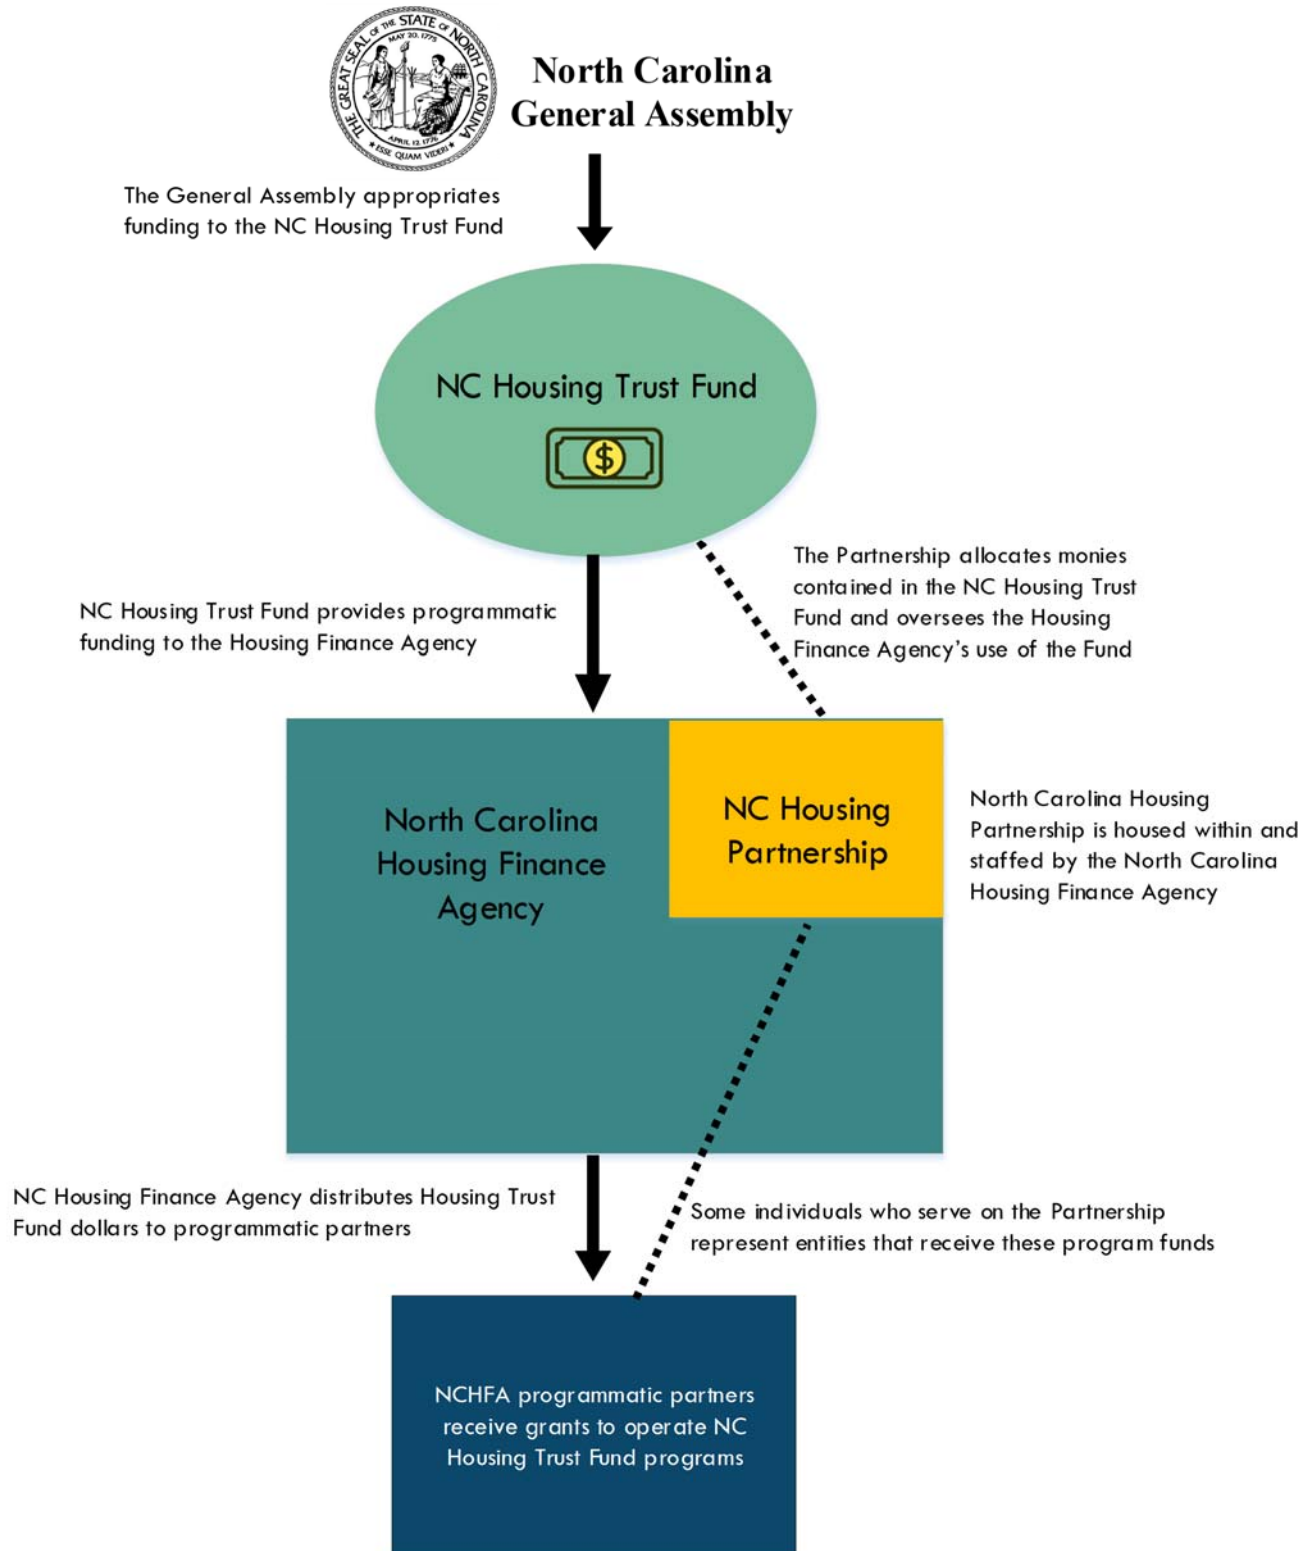 THE GREAT SEAL OF THE STATE OF NORTH CAROLINA
MAY 20, 1775
APRIL 12, 1776
★ ESSE QUAM VIDERI ★
North Carolina
General Assembly
The General Assembly appropriates
funding to the NC Housing Trust Fund
NC Housing Trust Fund
$
The Partnership allocates monies
contained in the NC Housing Trust
Fund and oversees the Housing
Finance Agency’s use of the Fund
NC Housing Trust Fund provides programmatic
funding to the Housing Finance Agency
North Carolina
Housing Finance
Agency
NC Housing
Partnership
North Carolina Housing
Partnership is housed within and
staffed by the North Carolina
Housing Finance Agency
NC Housing Finance Agency distributes Housing Trust
Fund dollars to programmatic partners
Some individuals who serve on the Partnership
represent entities that receive these program funds
NCHFA programmatic partners
receive grants to operate NC
Housing Trust Fund programs